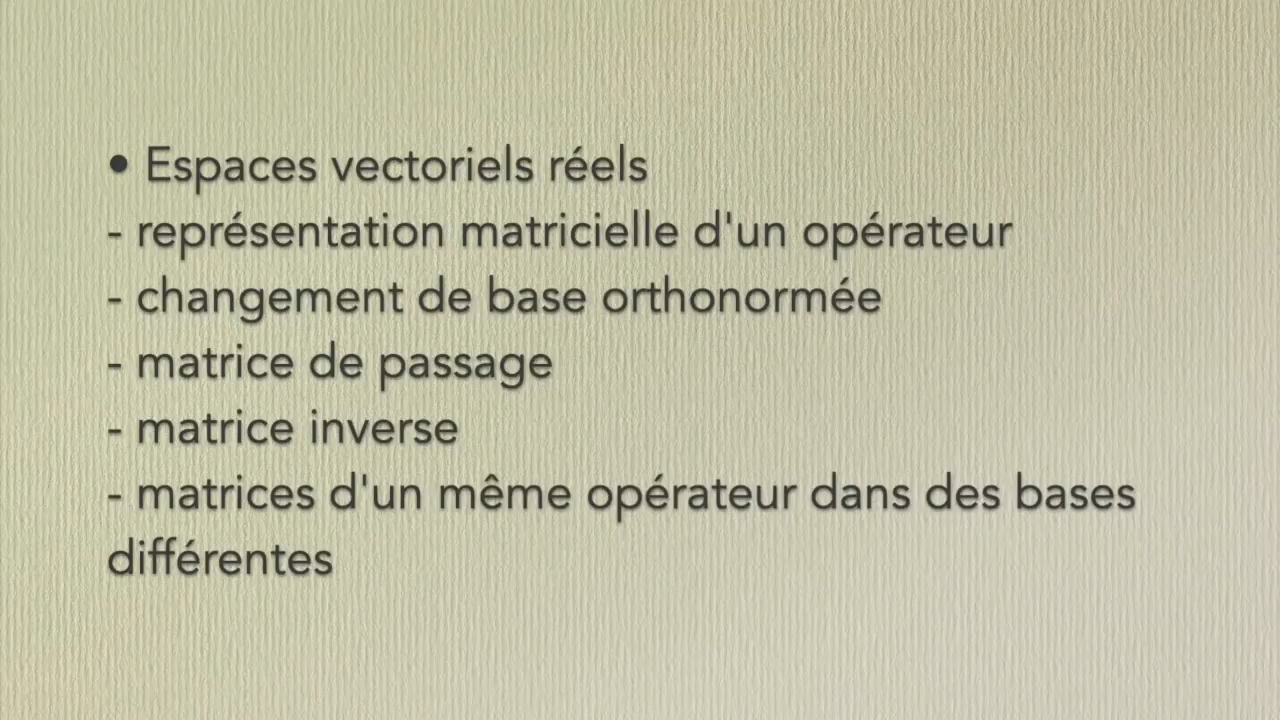 • Espaces vectoriels réels
- représentation matricielle d'un opérateur
- changement de base orthonormée
- matrice de passage
- matrice inverse
- matrices d'un même opérateur dans des bases
différentes